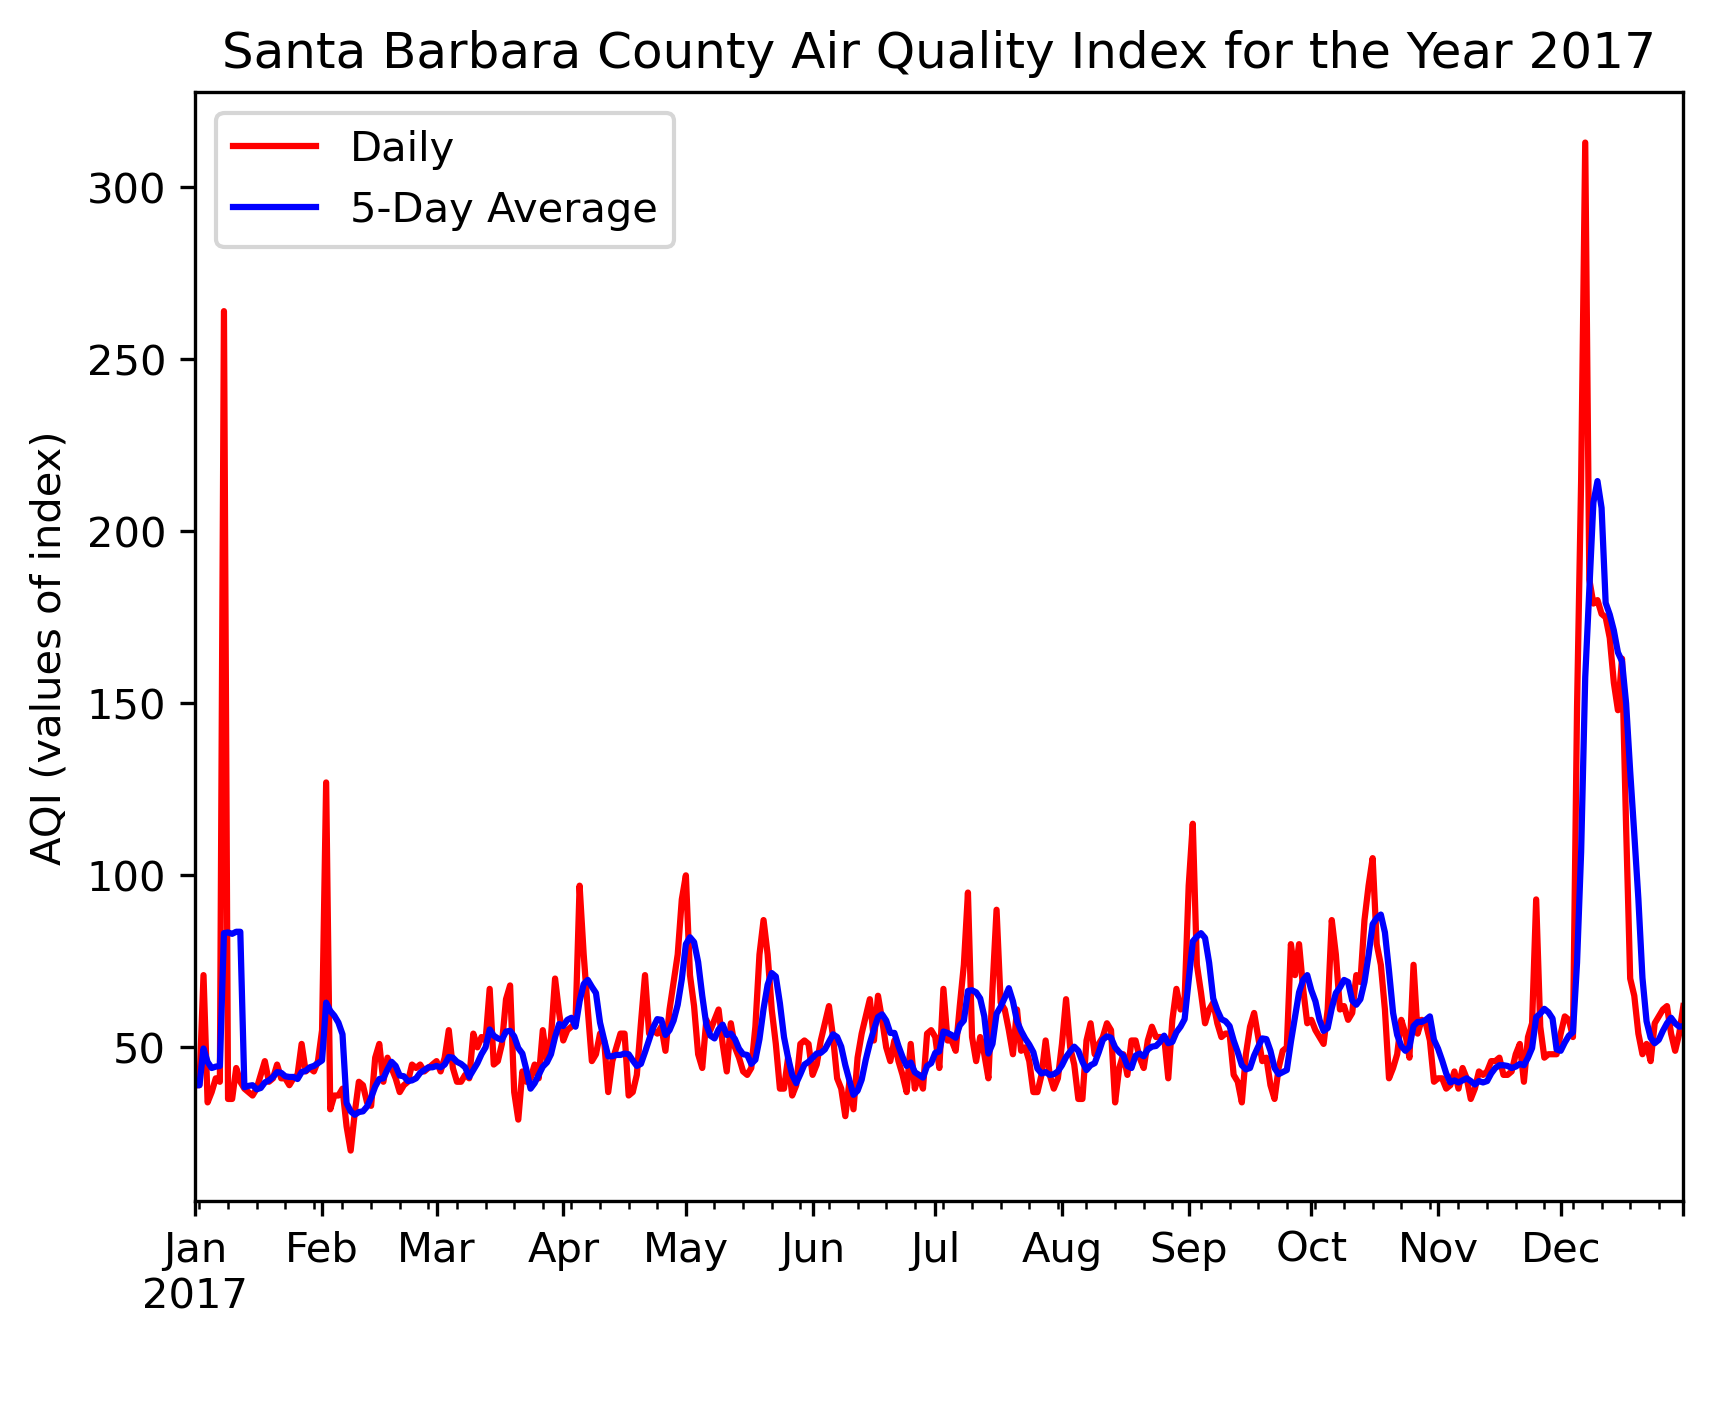 Santa Barbara County Air Quality Index for the Year 2017
Daily
5-Day Average
AQI (values of index)
300
250
200
150
100
50
Jan Feb Mar Apr May Jun Jul Aug Sep Oct Nov Dec
2017